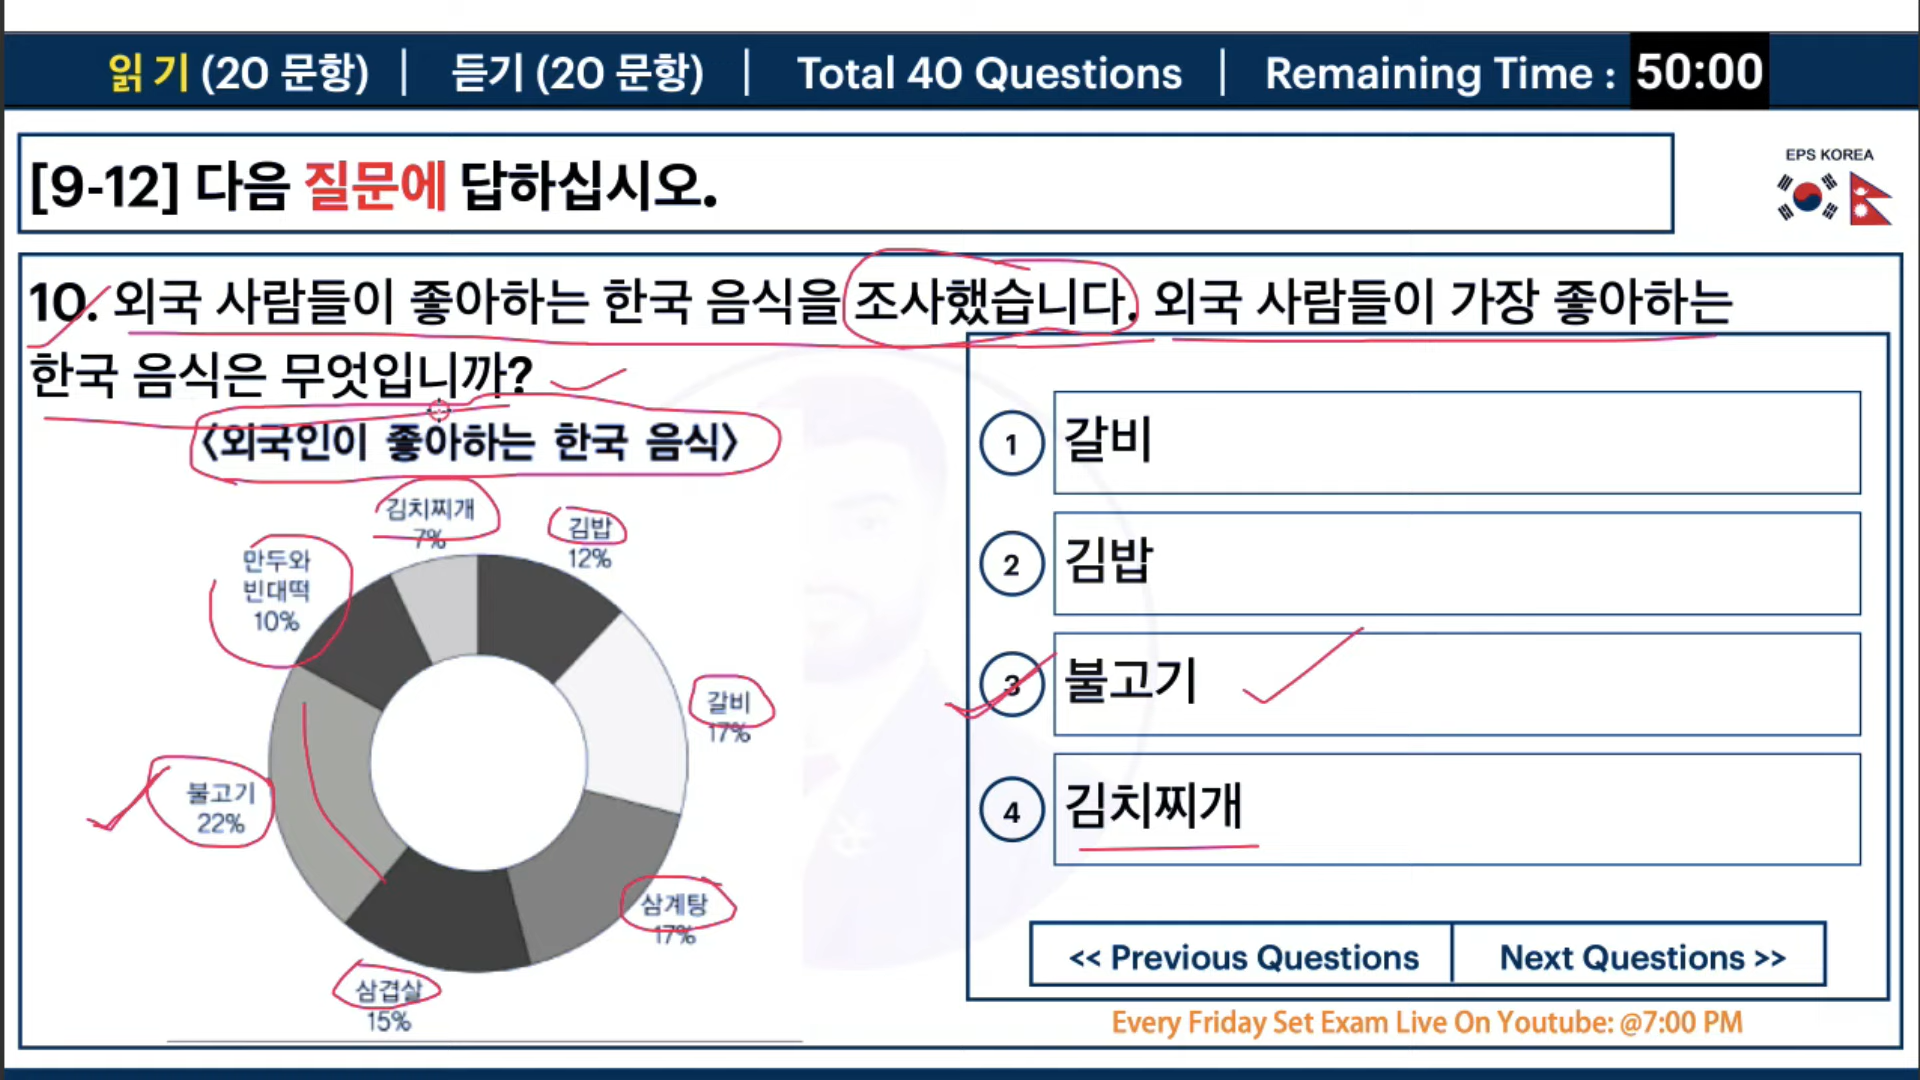 읽기 (20 문항) | 듣기 (20 문항) | Total 40 Questions | Remaining Time : 50:00
[9-12] 다음 질문에 답하십시오.
EPS KOREA
10. 외국 사람들이 좋아하는 한국 음식을 조사했습니다. 외국 사람들이 가장 좋아하는
한국 음식은 무엇입니까?
<외국인이 좋아하는 한국 음식>
김치찌개
7%
김밥
12%
만두와
빈대떡
10%
갈비
17%
불고기
22%
삼계탕
17%
삼겹살
15%
1 갈비
2 김밥
3 불고기
4 김치찌개
<< Previous Questions
Next Questions >>
Every Friday Set Exam Live On Youtube: @7:00 PM